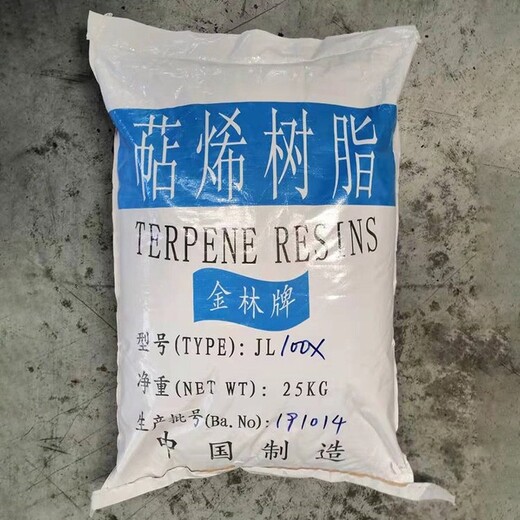 萜烯树脂
TERPENE RESINS
金林牌
型号(TYPE): JL100X
净重(NET WT): 25KG
生产批号(Ba.No): 191014
中国制造